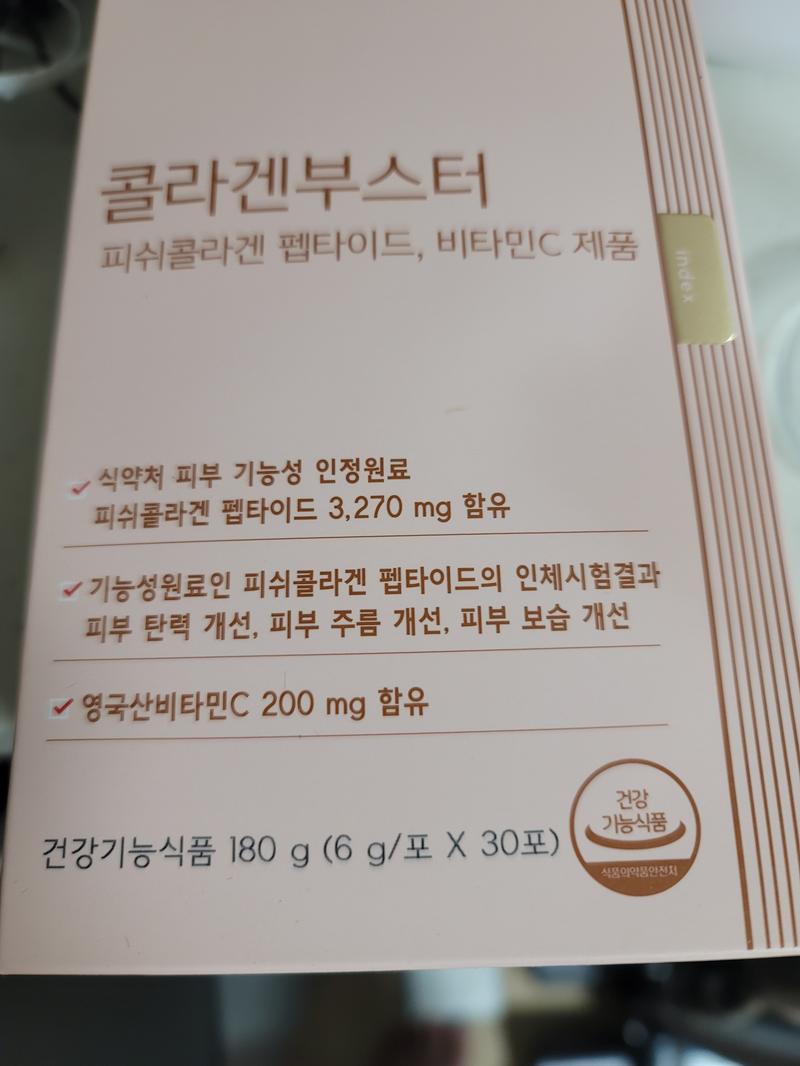 콜라겐부스터
피쉬콜라겐 펩타이드, 비타민C 제품
index
식약처 피부 기능성 인정원료
피쉬콜라겐 펩타이드 3,270 mg 함유
기능성원료인 피쉬콜라겐 펩타이드의 인체시험결과
피부 탄력 개선, 피부 주름 개선, 피부 보습 개선
영국산비타민C 200 mg 함유
건강기능식품 180 g (6 g/포 X 30포)
건강
기능식품
식품의약품안전처